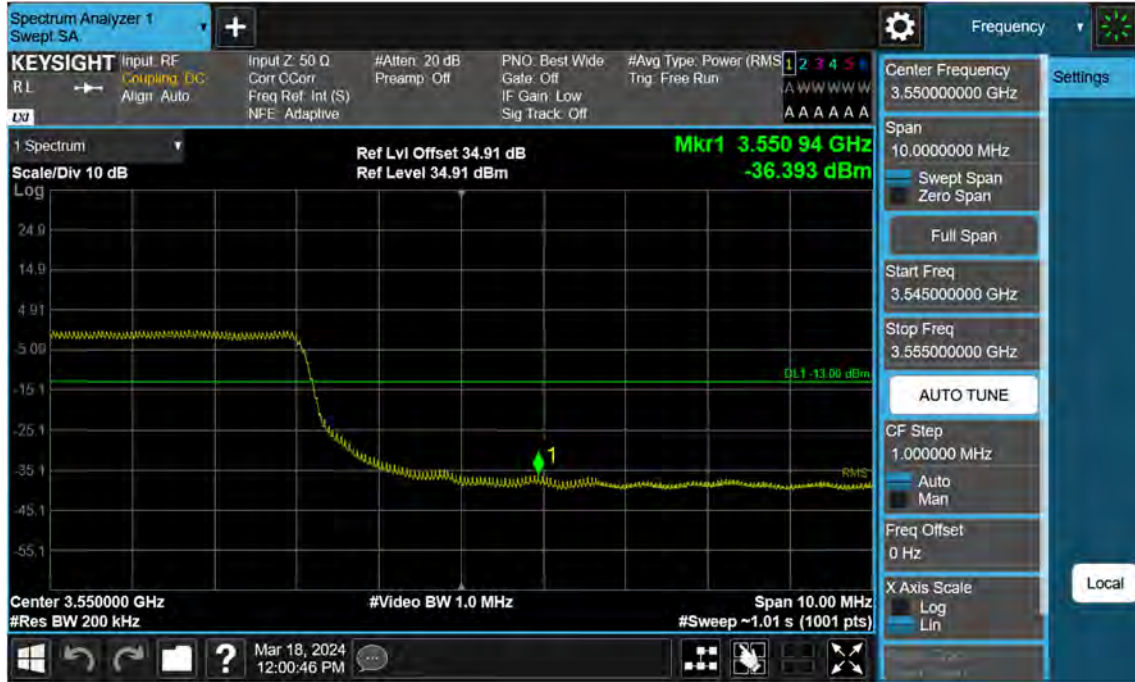 Spectrum Analyzer 1
Swept SA
+
Frequency
KEYSIGHT
RL
LXI
Input: RF
Coupling: DC
Align: Auto
Input Z: 50 Ω
Corr CCorr
Freq Ref: Int (S)
NFE: Adaptive
#Atten: 20 dB
Preamp: Off
PNO: Best Wide
Gate: Off
IF Gain: Low
Sig Track: Off
#Avg Type: Power (RMS
Trig: Free Run
1 2 3 4 5 6
A W W W W W
A A A A A A
1 Spectrum
Scale/Div 10 dB
Log
Ref Lvl Offset 34.91 dB
Ref Level 34.91 dBm
Mkr1 3.550 94 GHz
-36.393 dBm
24.9
14.9
4.91
-5.09
-15.1
-25.1
-35.1
-45.1
-55.1
DL1 -13.00 dBm
1
RMS
Center 3.550000 GHz
#Res BW 200 kHz
#Video BW 1.0 MHz
Span 10.00 MHz
#Sweep ~1.01 s (1001 pts)
?
Mar 18, 2024
12:00:46 PM
Center Frequency
3.550000000 GHz
Span
10.0000000 MHz
Swept Span
Zero Span
Full Span
Start Freq
3.545000000 GHz
Stop Freq
3.555000000 GHz
AUTO TUNE
CF Step
1.000000 MHz
Auto
Man
Freq Offset
0 Hz
X Axis Scale
Log
Lin
Settings
Local